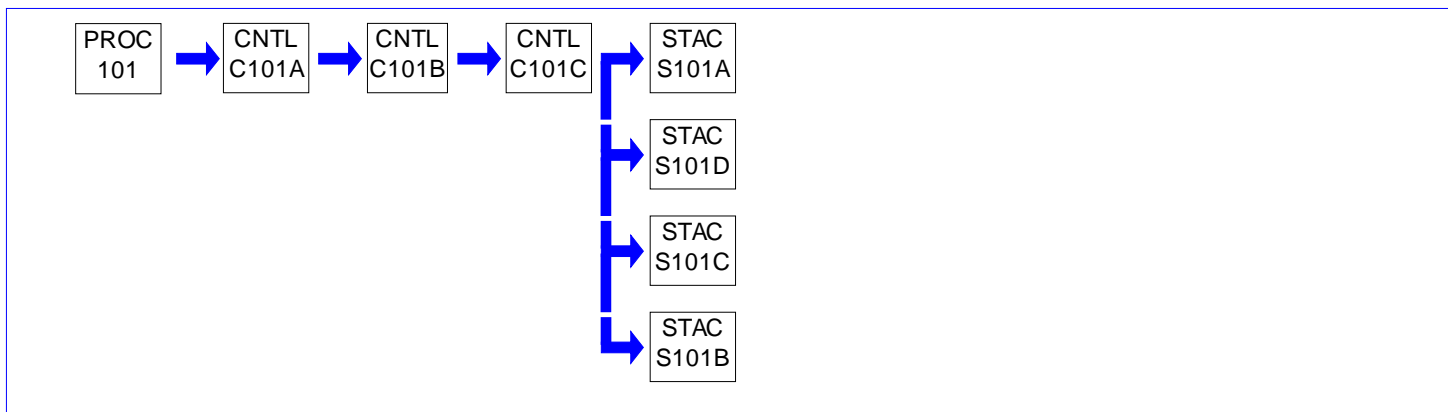 PROC
101
CNTL
C101A
CNTL
C101B
CNTL
C101C
STAC
S101A
STAC
S101D
STAC
S101C
STAC
S101B